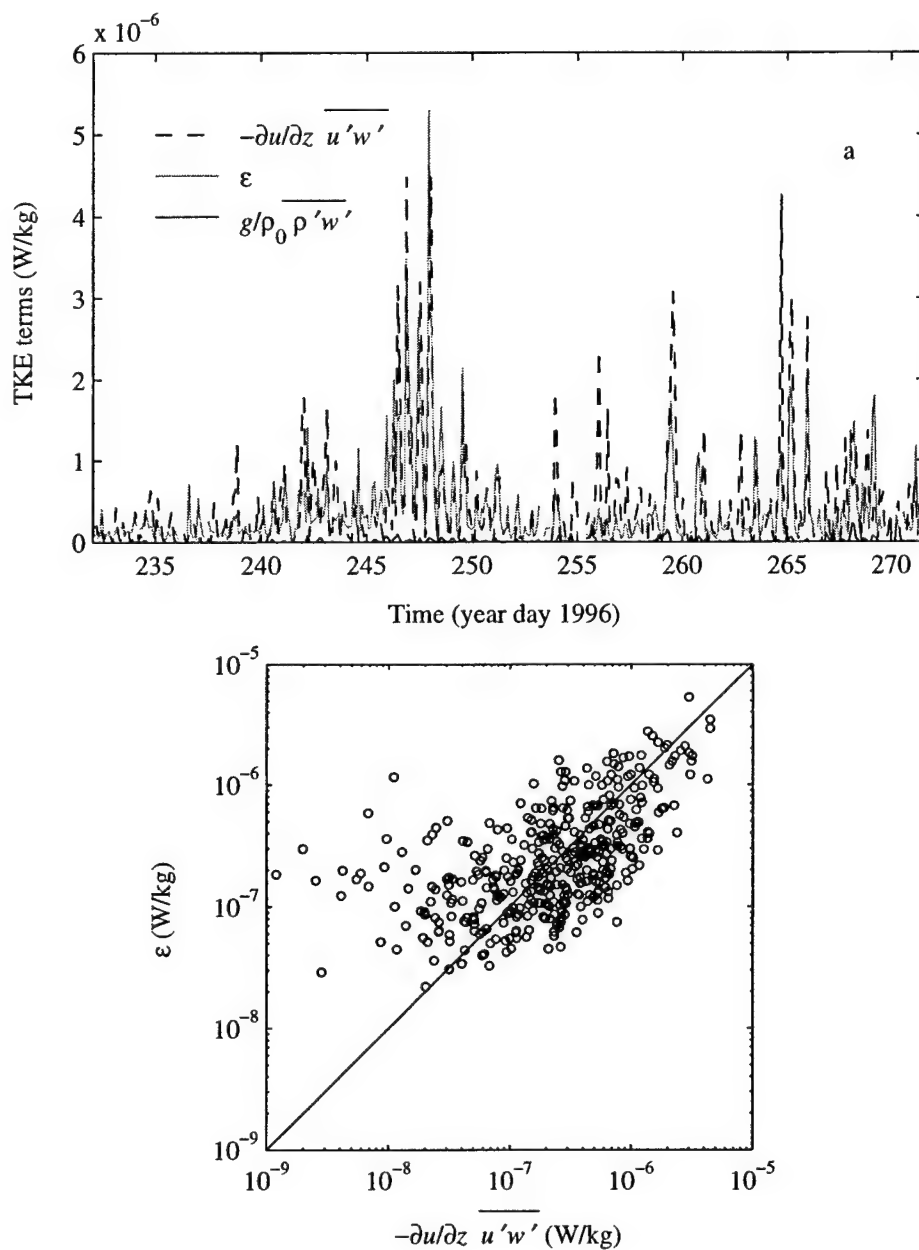 x 10⁻⁶
6
5
4
3
2
1
0
TKE terms (W/kg)
−∂u/∂z u′w′
ε
g/ρ₀ ρ′w′
a
235 240 245 250 255 260 265 270
Time (year day 1996)
10⁻⁵
10⁻⁶
10⁻⁷
10⁻⁸
10⁻⁹
ε (W/kg)
10⁻⁹ 10⁻⁸ 10⁻⁷ 10⁻⁶ 10⁻⁵
−∂u/∂z u′w′ (W/kg)